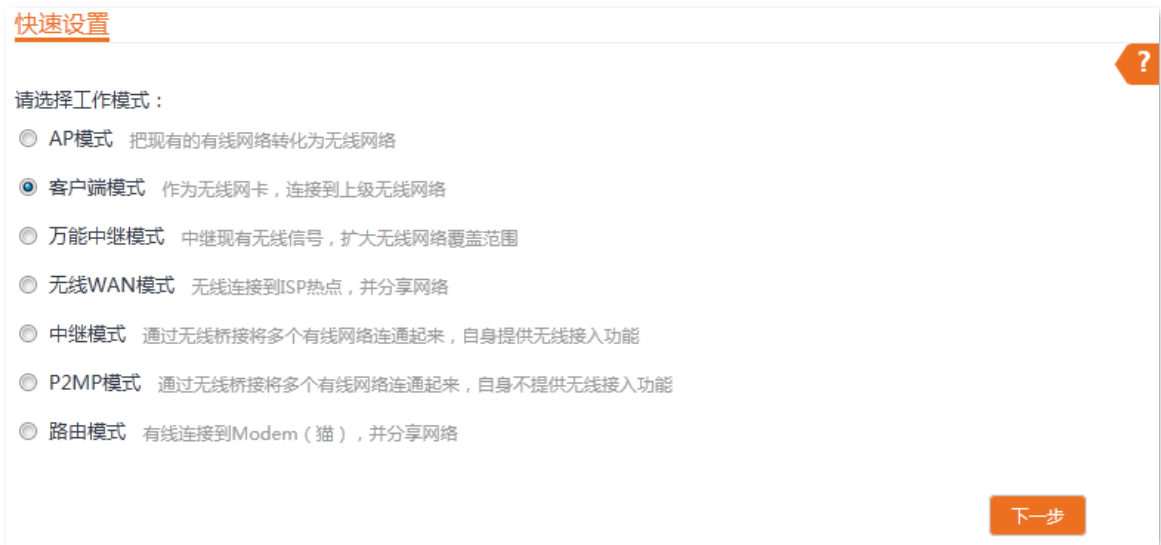 快速设置
?
请选择工作模式：
AP模式 把现有的有线网络转化为无线网络
客户端模式 作为无线网卡，连接到上级无线网络
万能中继模式 中继现有无线信号，扩大无线网络覆盖范围
无线WAN模式 无线连接到ISP热点，并分享网络
中继模式 通过无线桥接将多个有线网络连通起来，自身提供无线接入功能
P2MP模式 通过无线桥接将多个有线网络连通起来，自身不提供无线接入功能
路由模式 有线连接到Modem（猫），并分享网络
下一步